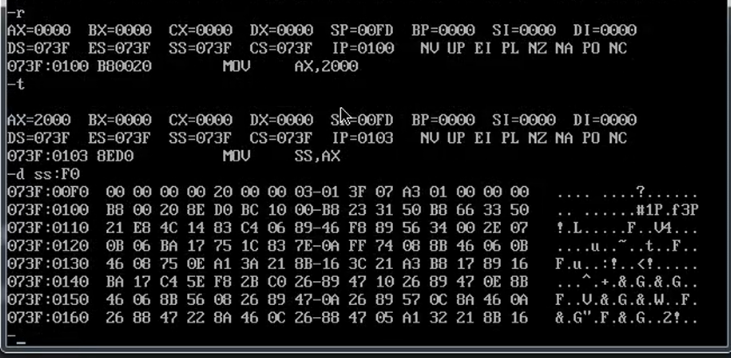 -r
AX=0000 BX=0000 CX=0000 DX=0000 SP=00FD BP=0000 SI=0000 DI=0000
DS=073F ES=073F SS=073F CS=073F IP=0100 NV UP EI PL NZ NA PO NC
073F:0100 B80020 MOV AX,2000
-t
AX=2000 BX=0000 CX=0000 DX=0000 SP=00FD BP=0000 SI=0000 DI=0000
DS=073F ES=073F SS=073F CS=073F IP=0103 NV UP EI PL NZ NA PO NC
073F:0103 8ED0 MOV SS,AX
-d ss:F0
073F:00F0 00 00 00 00 20 00 00 03-01 3F 07 A3 01 00 00 00 .... ....?......
073F:0100 B8 00 20 8E D0 BC 10 00-B8 23 31 50 B8 66 33 50 .. ......#1P.f3P
073F:0110 21 E8 4C 14 83 C4 06 89-46 F8 89 56 34 00 2E 07 !.L.....F..V4...
073F:0120 0B 06 BA 17 75 1C 83 7E-0A FF 74 08 8B 46 06 0B ....u..~..t..F..
073F:0130 46 08 75 0E A1 3A 21 8B-16 3C 21 A3 B8 17 89 16 F.u..:!..<!.....
073F:0140 BA 17 C4 5E F8 2B C0 26-89 47 10 26 89 47 0E 8B ...^.+.&.G.&.G..
073F:0150 46 06 8B 56 08 26 89 47-0A 26 89 57 0C 8A 46 0A F..V.&.G.&.W..F.
073F:0160 26 88 47 22 8A 46 0C 26-88 47 05 A1 32 21 8B 16 &.G".F.&.G..2!..
-_